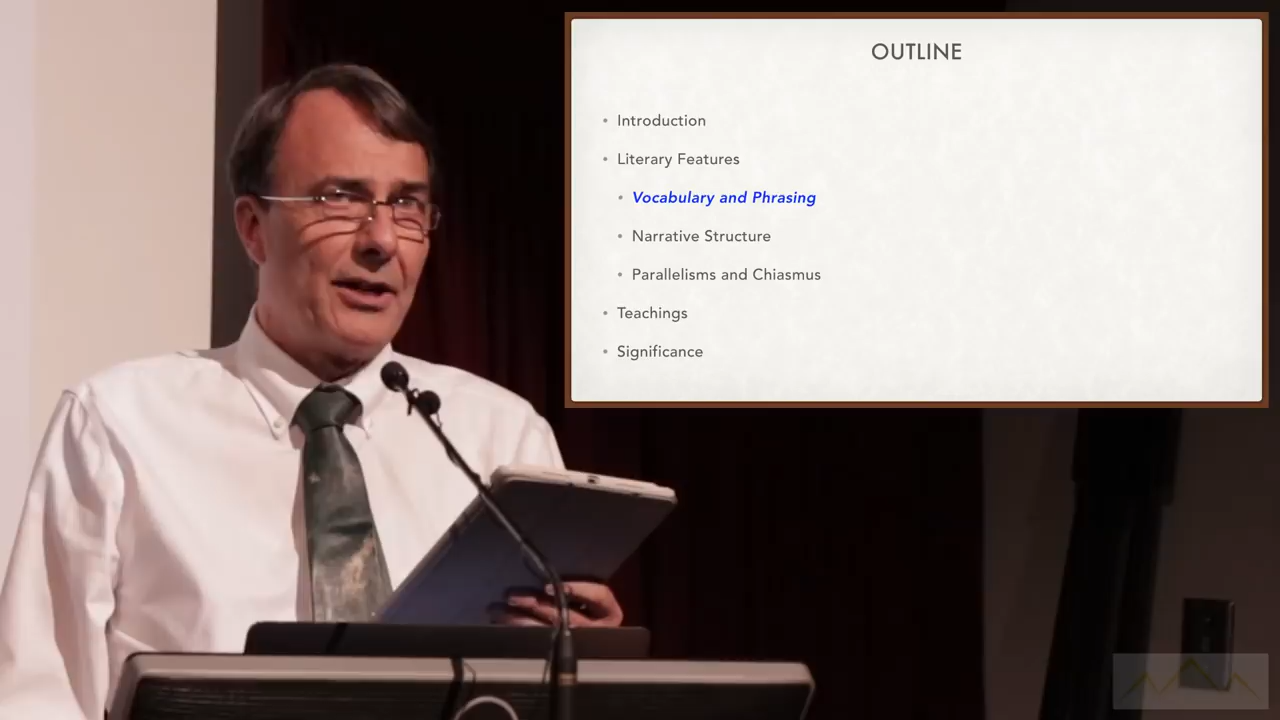 OUTLINE
• Introduction
• Literary Features
• Vocabulary and Phrasing
• Narrative Structure
• Parallelisms and Chiasmus
• Teachings
• Significance